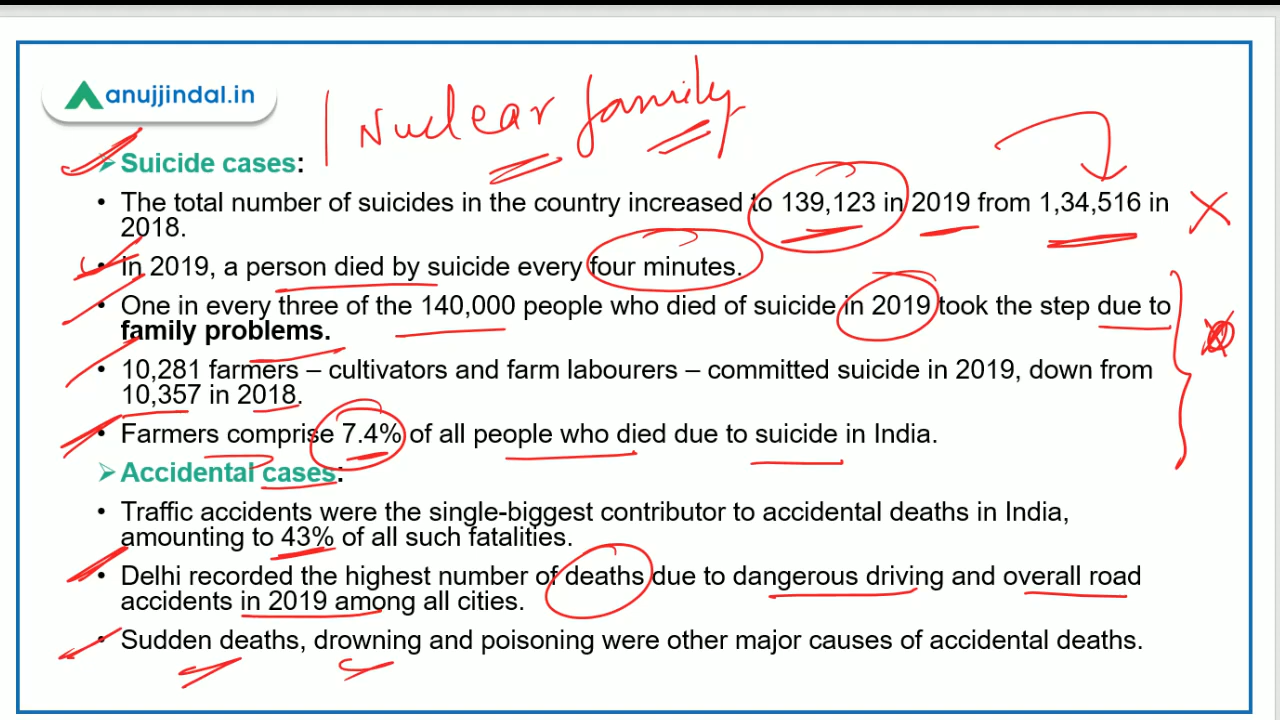 anujjindal.in
Nuclear family
Suicide cases:
• The total number of suicides in the country increased to 139,123 in 2019 from 1,34,516 in
2018.
• In 2019, a person died by suicide every four minutes.
• One in every three of the 140,000 people who died of suicide in 2019 took the step due to
family problems.
• 10,281 farmers – cultivators and farm labourers – committed suicide in 2019, down from
10,357 in 2018.
• Farmers comprise 7.4% of all people who died due to suicide in India.
Accidental cases:
• Traffic accidents were the single-biggest contributor to accidental deaths in India,
amounting to 43% of all such fatalities.
• Delhi recorded the highest number of deaths due to dangerous driving and overall road
accidents in 2019 among all cities.
• Sudden deaths, drowning and poisoning were other major causes of accidental deaths.